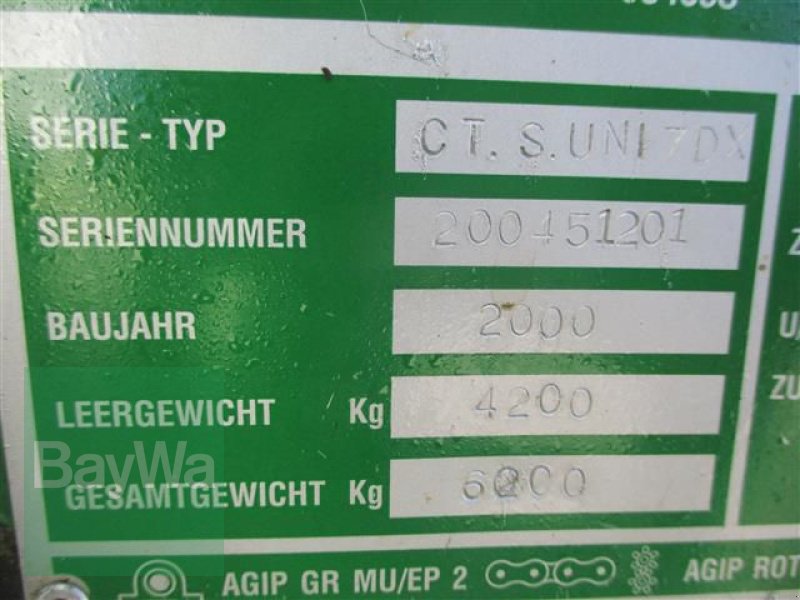 SERIE - TYP CT. S. UNI 7DX
SERIENNUMMER 200451201
BAUJAHR 2000
LEERGEWICHT Kg 4200
BayWa
GESAMTGEWICHT Kg 6200
AGIP GR MU/EP 2 AGIP ROT